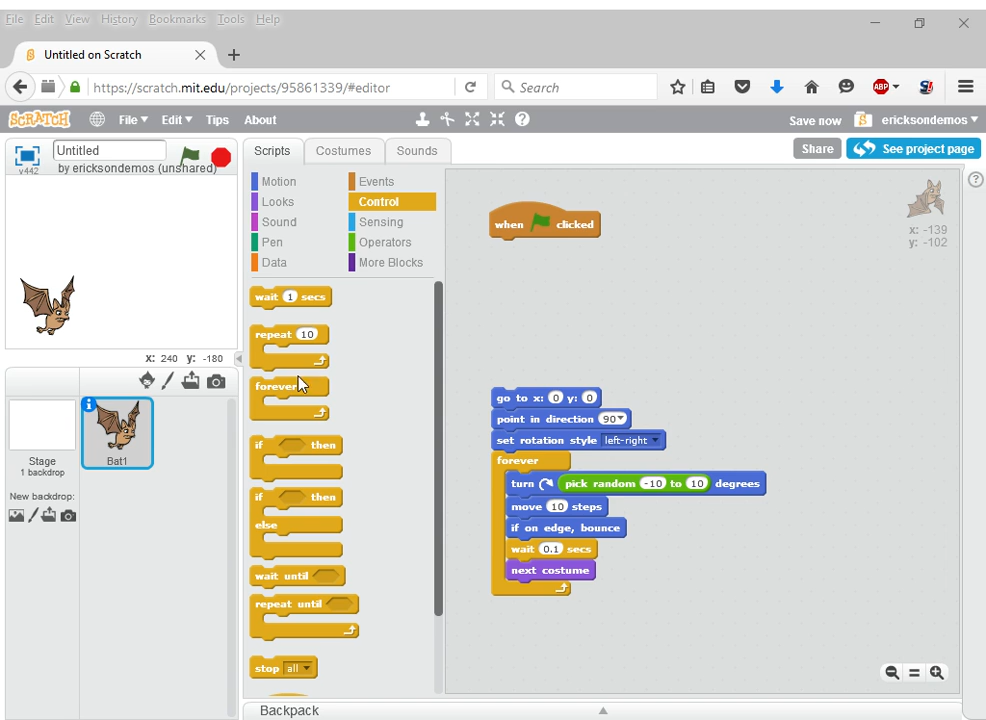 File Edit View History Bookmarks Tools Help
Untitled on Scratch
https://scratch.mit.edu/projects/95861339/#editor
Search
ABP
SCRATCH File Edit Tips About Save now ericksondemos
Untitled
by ericksondemos (unshared)
v442
Scripts Costumes Sounds
Share See project page
Motion Events
Looks Control
Sound Sensing
Pen Operators
Data More Blocks
when clicked
x: -139
y: -102
wait 1 secs
repeat 10
forever
if then
if then
else
wait until
repeat until
stop all
x: 240 y: -180
Stage
1 backdrop
New backdrop:
Bat1
go to x: 0 y: 0
point in direction 90
set rotation style left-right
forever
turn pick random -10 to 10 degrees
move 10 steps
if on edge, bounce
wait 0.1 secs
next costume
Backpack